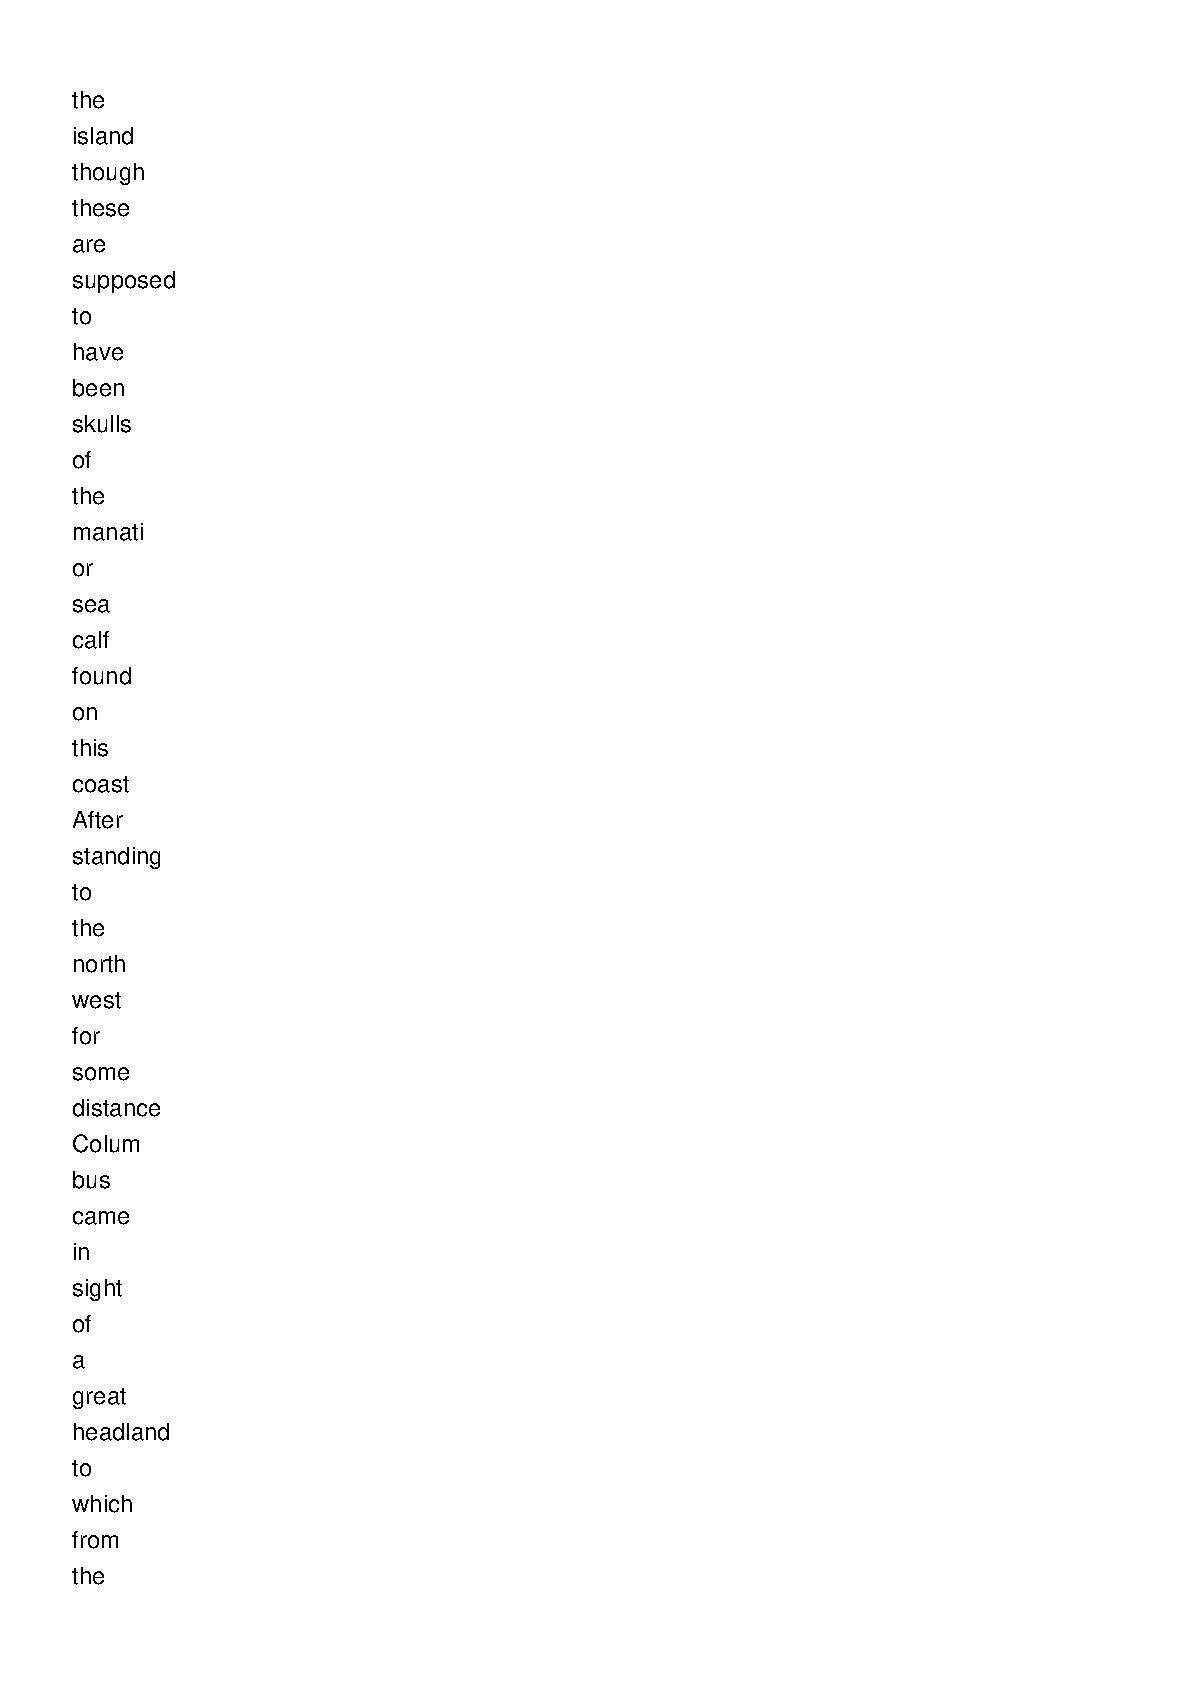 the
island
though
these
are
supposed
to
have
been
skulls
of
the
manati
or
sea
calf
found
on
this
coast
After
standing
to
the
north
west
for
some
distance
Colum
bus
came
in
sight
of
a
great
headland
to
which
from
the